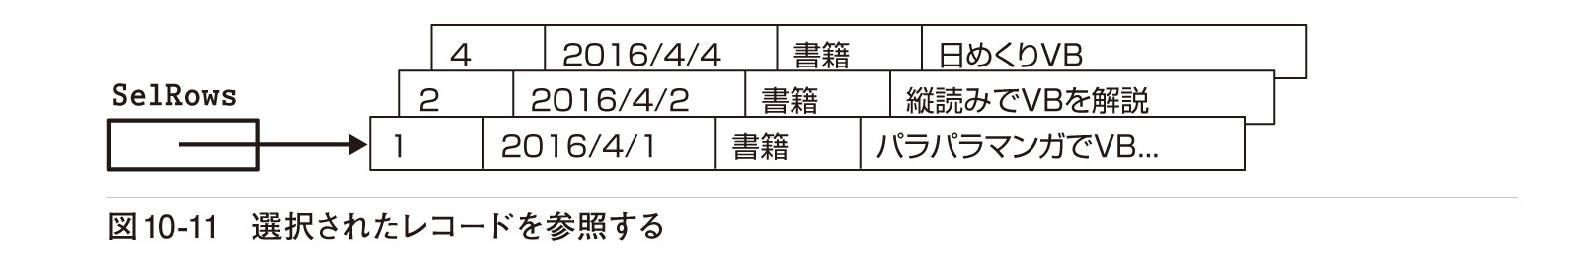 4 2016/4/4 書籍 日めくりVB
2 2016/4/2 書籍 縦読みでVBを解説
SelRows
1 2016/4/1 書籍 パラパラマンガでVB...
図10-11 選択されたレコードを参照する